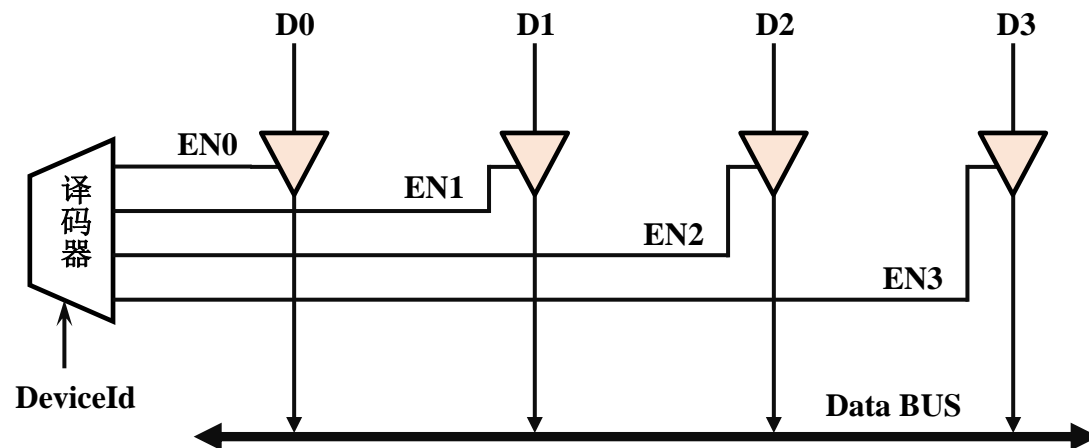 D0 D1 D2 D3
EN0
EN1
EN2
EN3
译码器
DeviceId
Data BUS